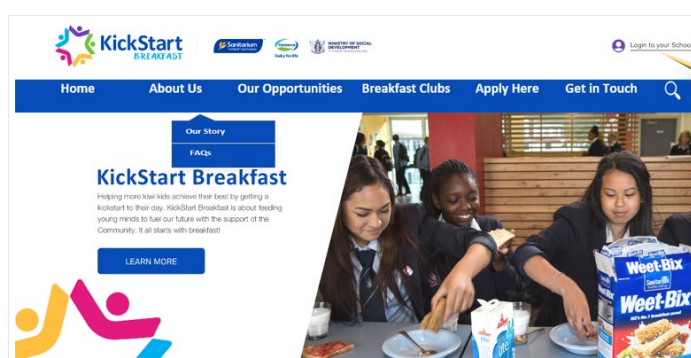 KickStart
BREAKFAST
Sanitarium
Fonterra
Dairy for life
MINISTRY OF SOCIAL
DEVELOPMENT
Login to your School
Home
About Us
Our Opportunities
Breakfast Clubs
Apply Here
Get in Touch
Our Story
FAQs
KickStart Breakfast
Helping more kiwi kids achieve their best by getting a
kickstart to their day. KickStart Breakfast is about feeding
young minds to fuel our future with the support of the
Community. It all starts with breakfast!
LEARN MORE
Weet-Bix
Sanitarium
Weet-Bix
lite